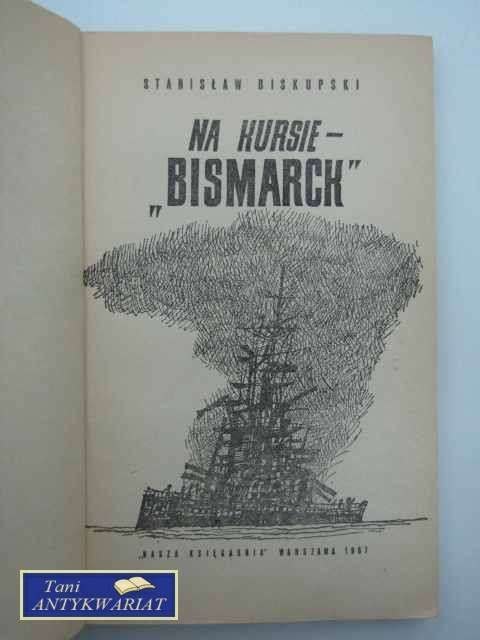 STANISŁAW BISKUPSKI
NA KURSIE –
„BISMARCK”
„NASZA KSIĘGARNIA” WARSZAWA 1967
Tani
ANTYKWARIAT